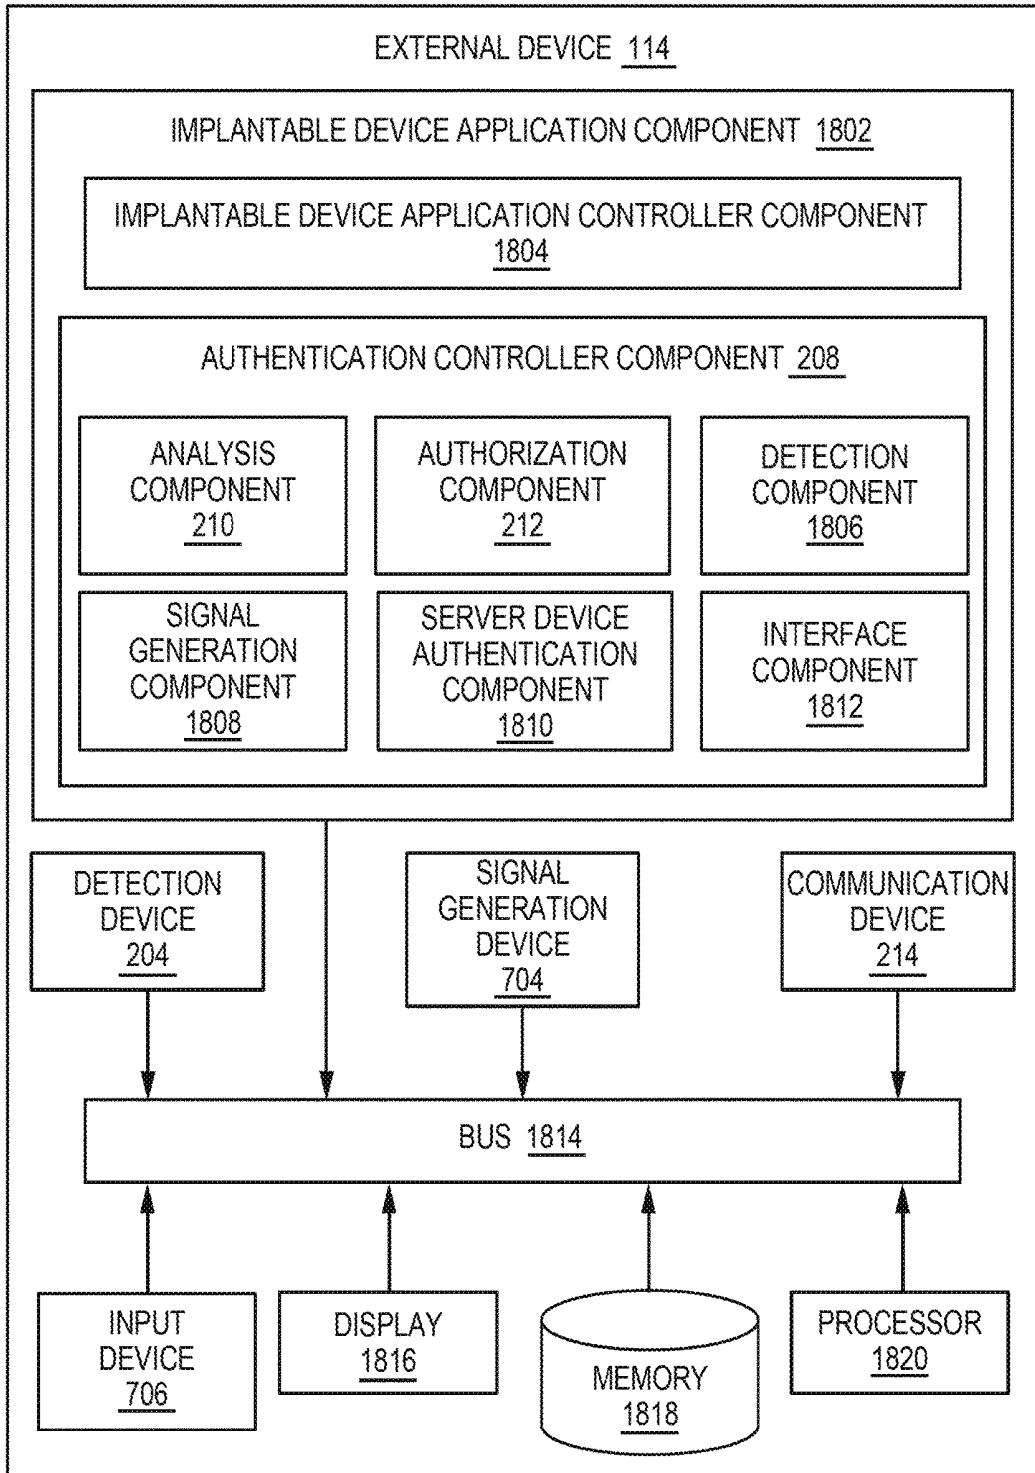 EXTERNAL DEVICE 114
IMPLANTABLE DEVICE APPLICATION COMPONENT 1802
IMPLANTABLE DEVICE APPLICATION CONTROLLER COMPONENT
1804
AUTHENTICATION CONTROLLER COMPONENT 208
ANALYSIS
COMPONENT
210
AUTHORIZATION
COMPONENT
212
DETECTION
COMPONENT
1806
SIGNAL
GENERATION
COMPONENT
1808
SERVER DEVICE
AUTHENTICATION
COMPONENT
1810
INTERFACE
COMPONENT
1812
DETECTION
DEVICE
204
SIGNAL
GENERATION
DEVICE
704
COMMUNICATION
DEVICE
214
BUS 1814
INPUT
DEVICE
706
DISPLAY
1816
MEMORY
1818
PROCESSOR
1820